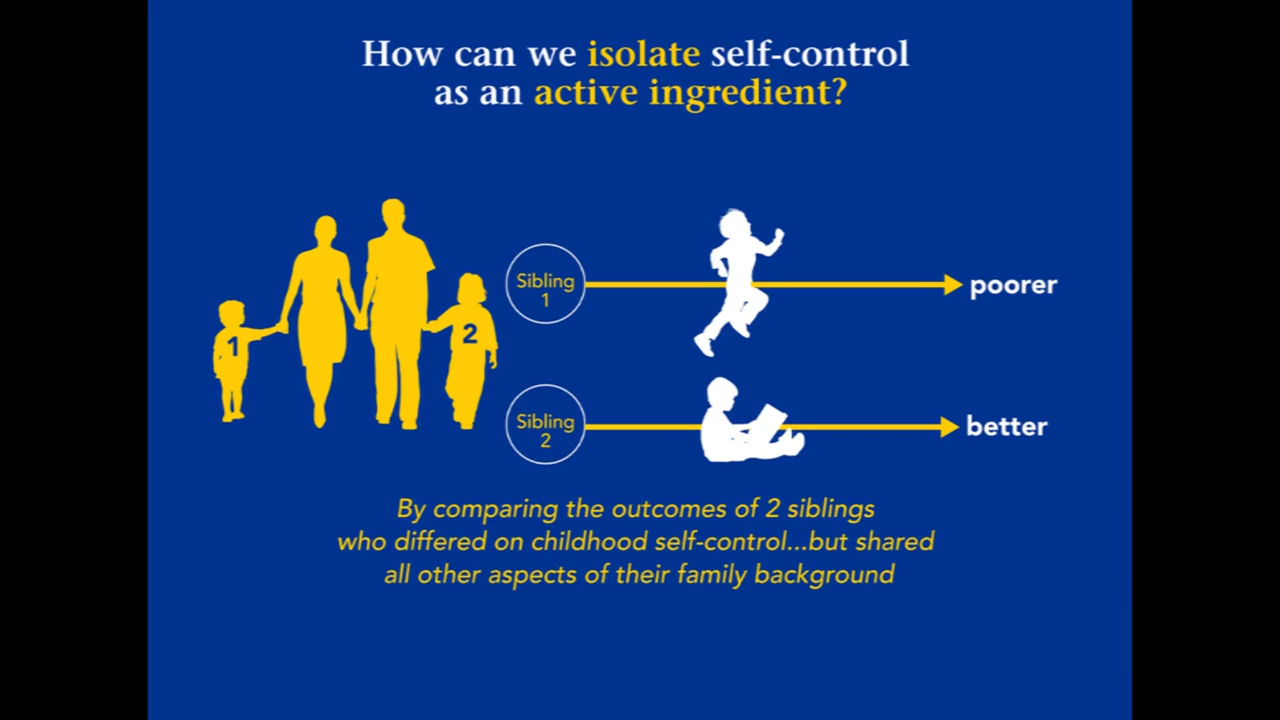 How can we isolate self-control
as an active ingredient?
1
2
Sibling
1
poorer
Sibling
2
better
By comparing the outcomes of 2 siblings
who differed on childhood self-control...but shared
all other aspects of their family background